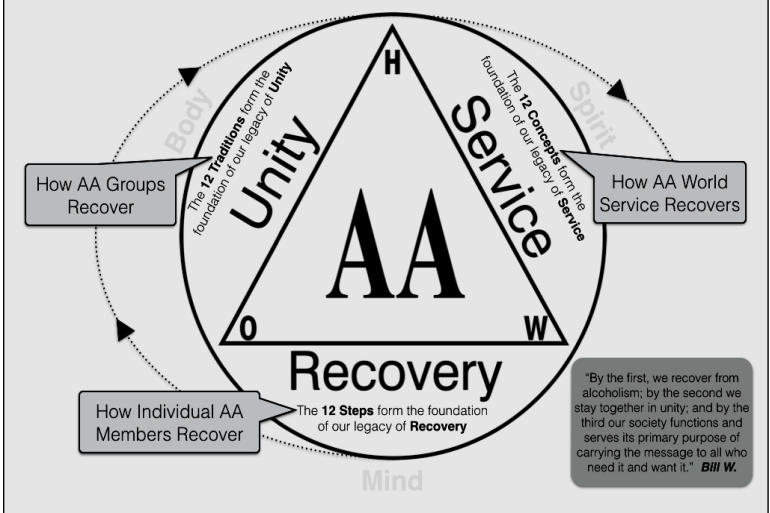 H
Body
The 12 Traditions form the
foundation of our legacy of Unity
Unity
Spirit
The 12 Concepts form the
foundation of our legacy of Service
Service
How AA Groups
Recover
How AA World
Service Recovers
AA
O
W
Recovery
The 12 Steps form the foundation
of our legacy of Recovery
How Individual AA
Members Recover
"By the first, we recover from
alcoholism; by the second we
stay together in unity; and by the
third our society functions and
serves its primary purpose of
carrying the message to all who
need it and want it." Bill W.
Mind